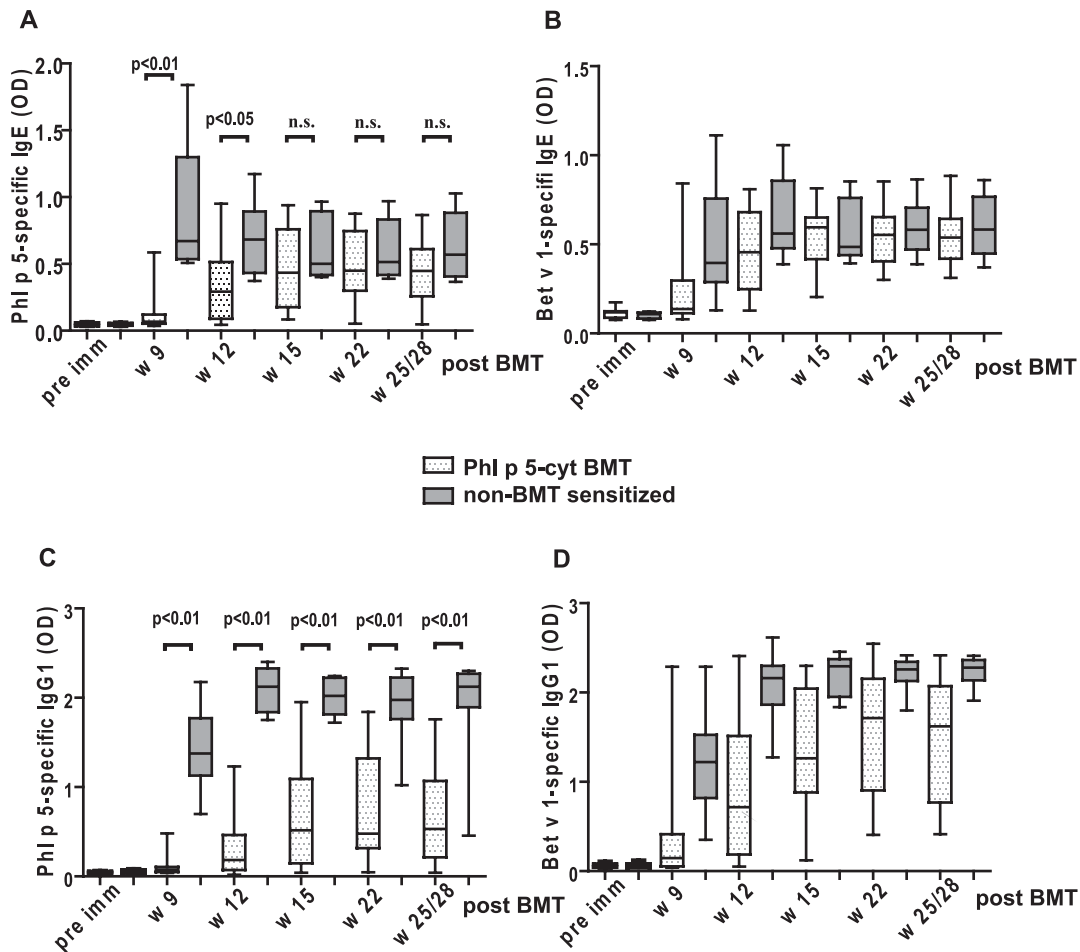 A
Phl p 5-specific IgE (OD)
2.0
1.5
1.0
0.5
0.0
p<0.01
p<0.05
n.s.
n.s.
n.s.
pre imm
w 9
w 12
w 15
w 22
w 25/28
post BMT
B
Bet v 1-specifi IgE (OD)
1.5
1.0
0.5
0.0
pre imm
w 9
w 12
w 15
w 22
w 25/28
post BMT
Phl p 5-cyt BMT
non-BMT sensitized
C
Phl p 5-specific IgG1 (OD)
3
2
1
0
p<0.01
p<0.01
p<0.01
p<0.01
p<0.01
pre imm
w 9
w 12
w 15
w 22
w 25/28
post BMT
D
Bet v 1-specfic IgG1 (OD)
3
2
1
0
pre imm
w 9
w 12
w 15
w 22
w 25/28
post BMT